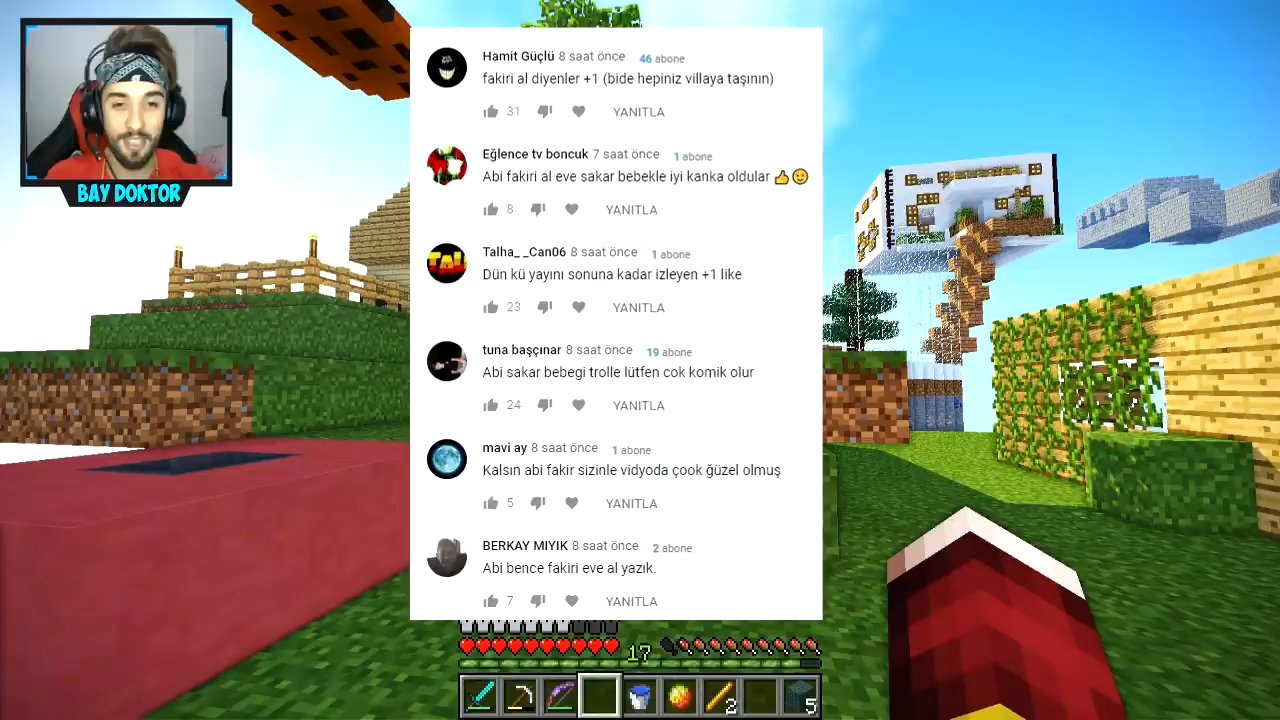 BAY DOKTOR
Hamit Güçlü 8 saat önce 46 abone
fakiri al diyenler +1 (bide hepiniz villaya taşının)
31 YANITLA
Eğlence tv boncuk 7 saat önce 1 abone
Abi fakiri al eve sakar bebekle iyi kanka oldular 👍🙂
8 YANITLA
TAL
Talha_ _Can06 8 saat önce 1 abone
Dün kü yayını sonuna kadar izleyen +1 like
23 YANITLA
tuna başçınar 8 saat önce 19 abone
Abi sakar bebegi trolle lütfen cok komik olur
24 YANITLA
mavi ay 8 saat önce 1 abone
Kalsın abi fakir sizinle vidyoda çook ğüzel olmuş
5 YANITLA
BERKAY MIYIK 8 saat önce 2 abone
Abi bence fakiri eve al yazık.
7 YANITLA
17
2 5